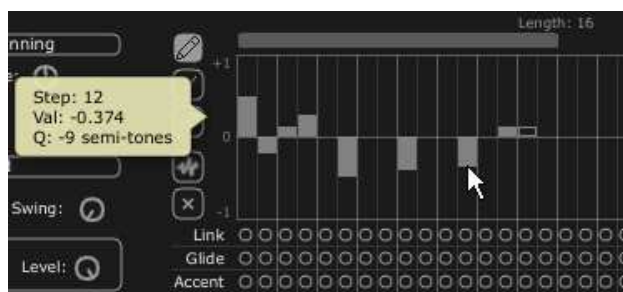 Length: 16
nning
+1
Step: 12
Val: -0.374
Q: -9 semi-tones
0
Swing:
-1
Link
Glide
Level:
Accent